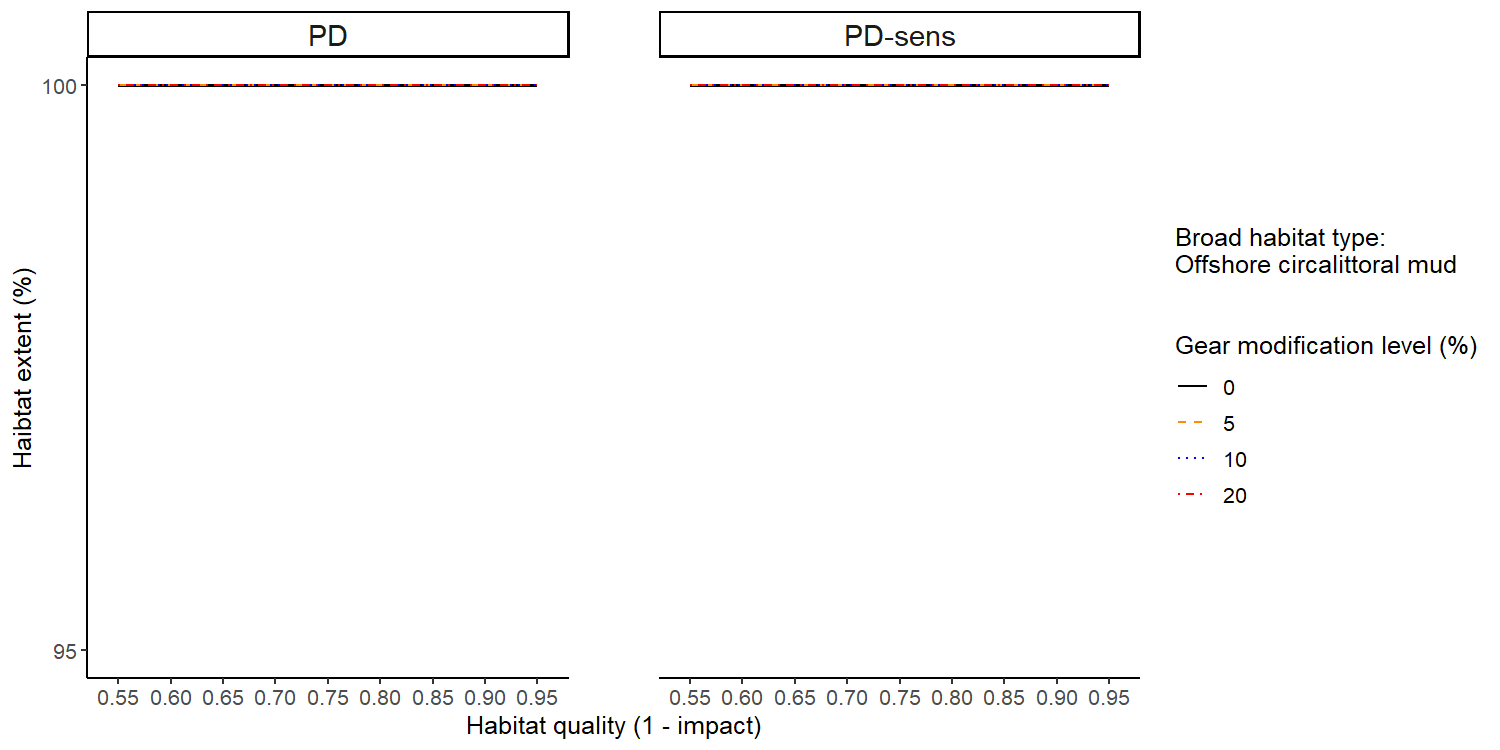 PD
PD-sens
100
95
Haibtat extent (%)
0.55 0.60 0.65 0.70 0.75 0.80 0.85 0.90 0.95
0.55 0.60 0.65 0.70 0.75 0.80 0.85 0.90 0.95
Habitat quality (1 - impact)
Broad habitat type:
Offshore circalittoral mud
Gear modification level (%)
0
5
10
20